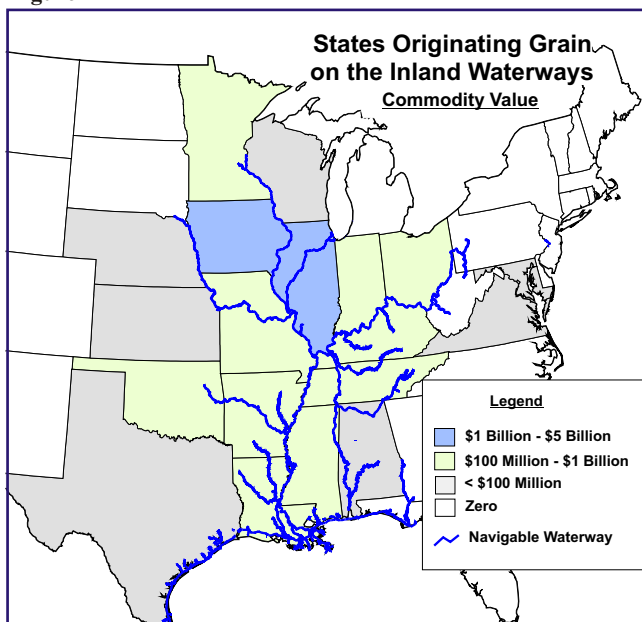 States Originating Grain
on the Inland Waterways
Commodity Value
Legend
$1 Billion - $5 Billion
$100 Million - $1 Billion
< $100 Million
Zero
Navigable Waterway